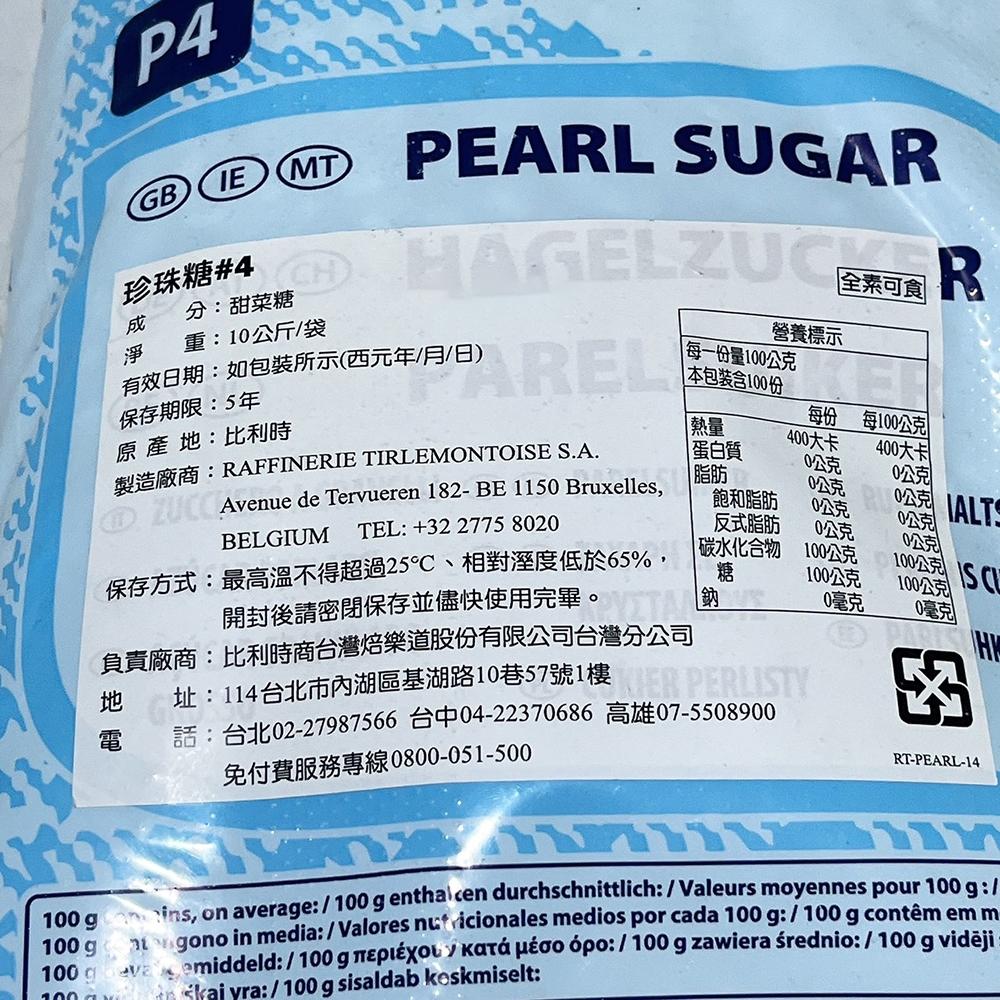 P4
GB IE MT PEARL SUGAR
CH HAGELZUCKER
珍珠糖#4
全素可食
成 分：甜菜糖
淨 重：10公斤/袋
有效日期：如包裝所示(西元年/月/日)
保存期限：5年
原 產 地：比利時
製造廠商：RAFFINERIE TIRLEMONTOISE S.A.
Avenue de Tervueren 182- BE 1150 Bruxelles,
BELGIUM TEL: +32 2775 8020
保存方式：最高溫不得超過25℃、相對溼度低於65%，
開封後請密閉保存並儘快使用完畢。
負責廠商：比利時商台灣焙樂道股份有限公司台灣分公司
地 址：114台北市內湖區基湖路10巷57號1樓
電 話：台北02-27987566 台中04-22370686 高雄07-5508900
免付費服務專線0800-051-500
營養標示
每一份量100公克
本包裝含100份
每份 每100公克
熱量 400大卡 400大卡
蛋白質 0公克 0公克
脂肪 0公克 0公克
飽和脂肪 0公克 0公克
反式脂肪 0公克 0公克
碳水化合物 100公克 100公克
糖 100公克 100公克
鈉 0毫克 0毫克
RT-PEARL-14
CUKIER PERLISTY
100 g contains, on average: / 100 g enthalten durchschnittlich: / Valeurs moyennes pour 100 g : /
100 g contengono in media: / Valores nutricionales medios por cada 100 g: / 100 g contêm em m
100 g gemiddeld: / 100 g περιέχουν κατά μέσο όρο: / 100 g zawiera średnio: / 100 g vidēji
yra: / 100 g sisaldab keskmiselt: